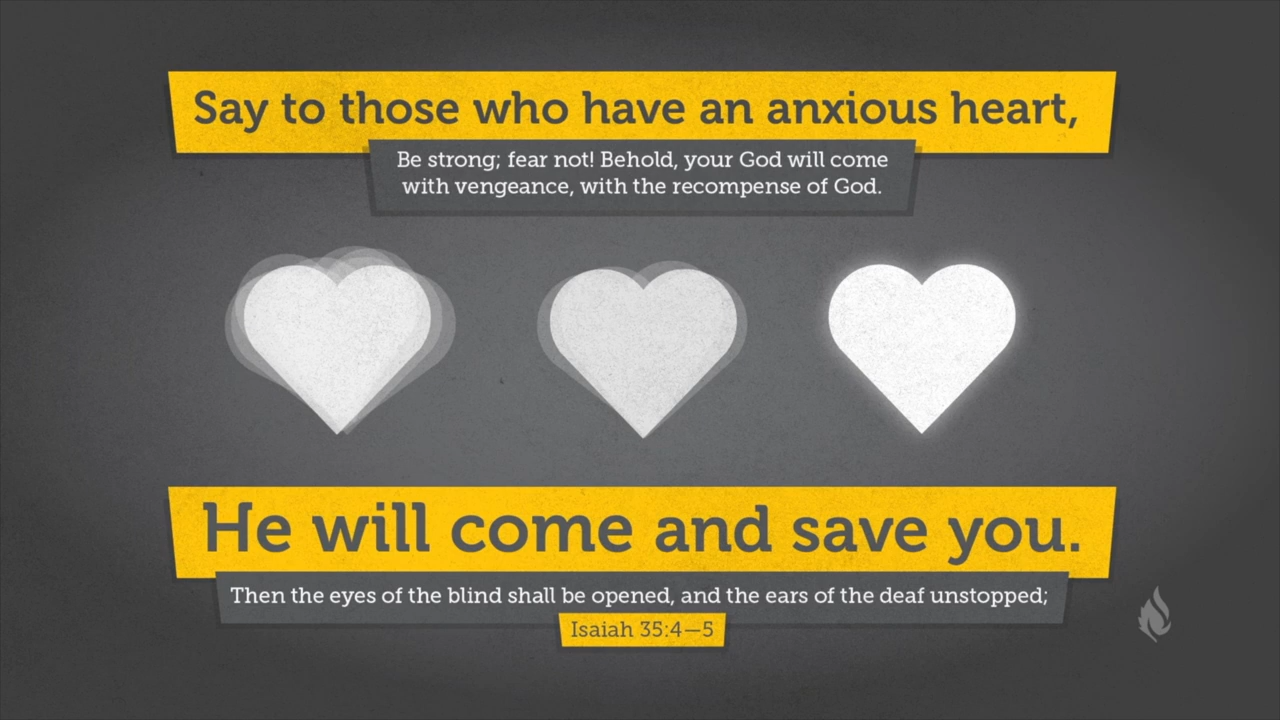 Say to those who have an anxious heart,
Be strong; fear not! Behold, your God will come
with vengeance, with the recompense of God.
He will come and save you.
Then the eyes of the blind shall be opened, and the ears of the deaf unstopped;
Isaiah 35:4—5